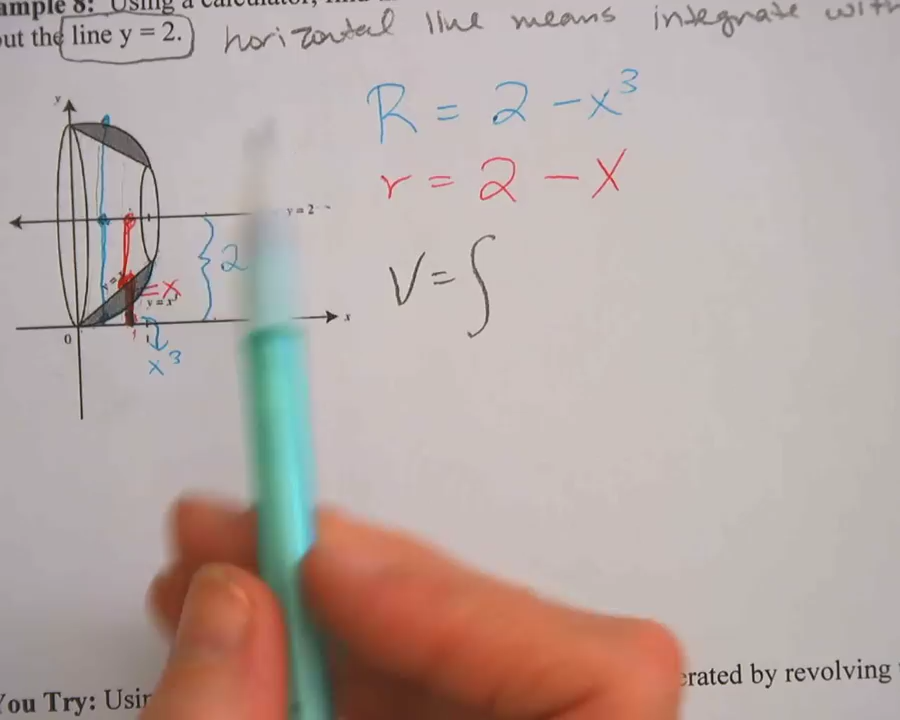 ample 8: Using a calculator, find
out the line y = 2. horizontal line means integrate with
R = 2 - x³
y
r = 2 - x
y = 2
2
V = ∫
= x
y = x³
x
0
1
x³
erated by revolving
You Try: Usin